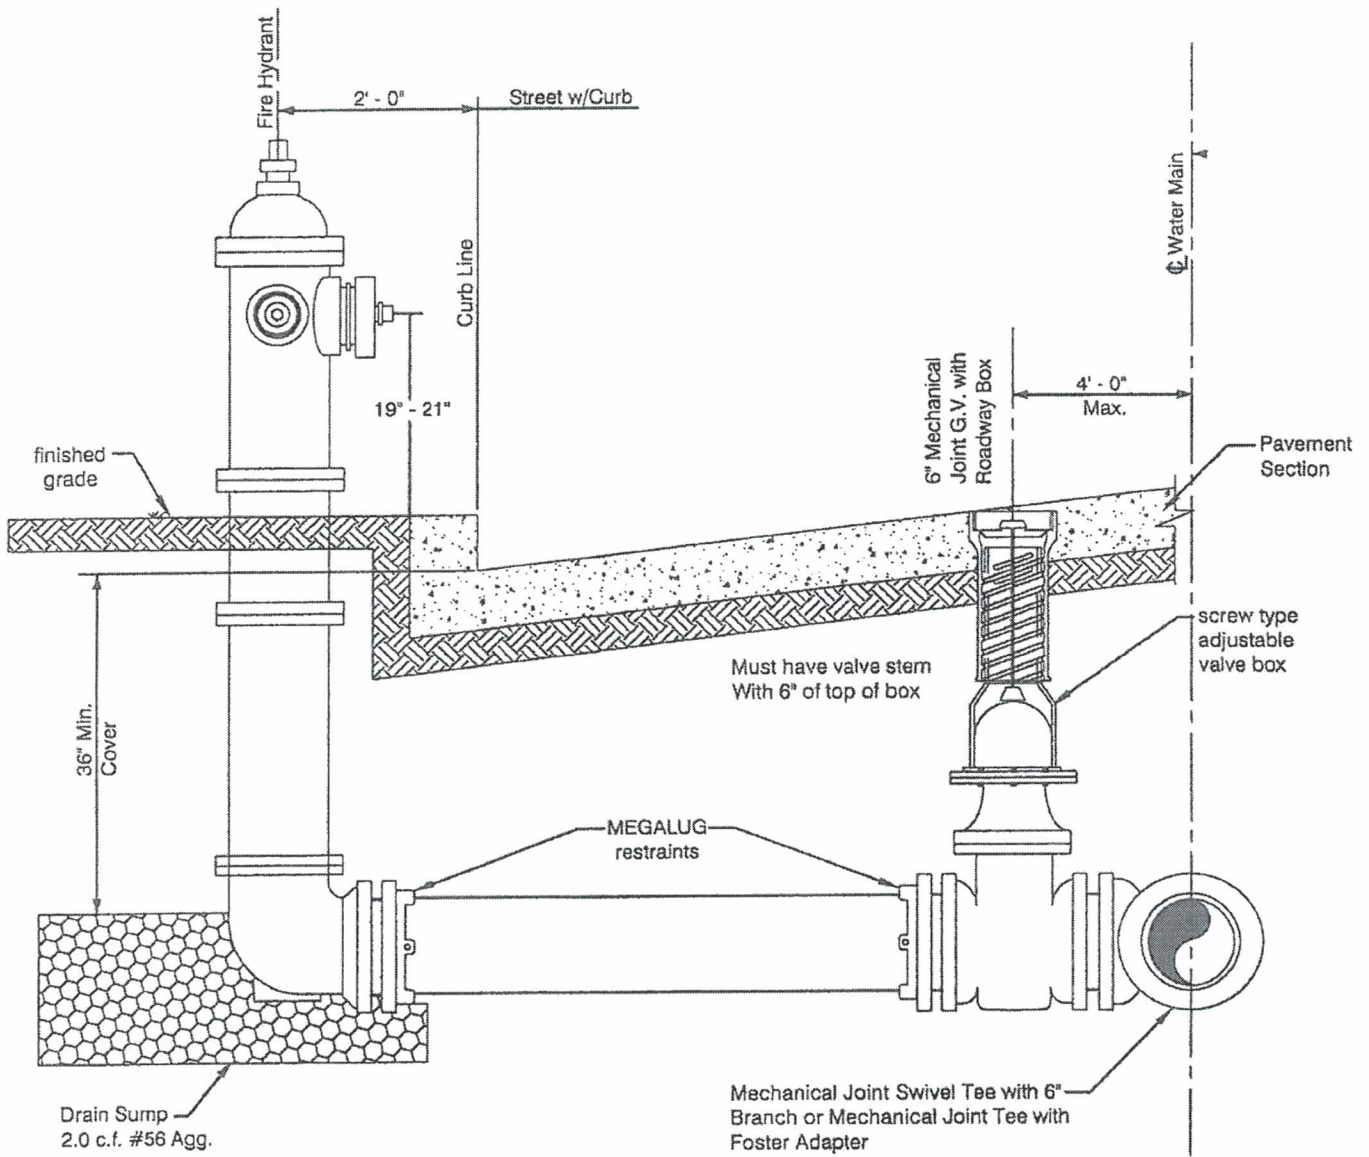 Fire Hydrant
2' - 0"
Street w/Curb
Curb Line
℄ Water Main
19" - 21"
6" Mechanical
Joint G.V. with
Roadway Box
4' - 0"
Max.
finished
grade
Pavement
Section
36" Min.
Cover
Must have valve stem
With 6" of top of box
screw type
adjustable
valve box
MEGALUG
restraints
Drain Sump
2.0 c.f. #56 Agg.
Mechanical Joint Swivel Tee with 6"
Branch or Mechanical Joint Tee with
Foster Adapter